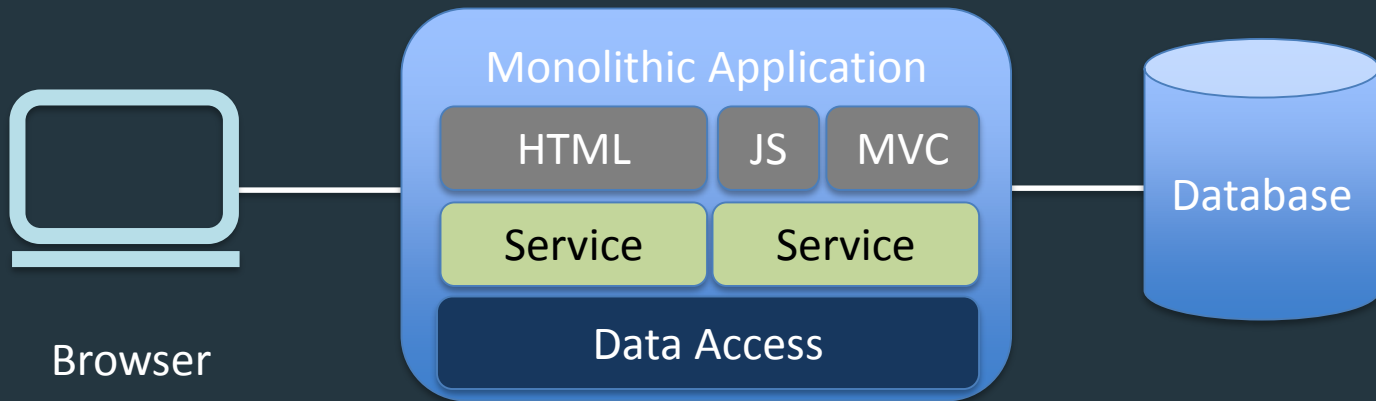 Monolithic Application
HTML JS MVC
Service Service
Data Access
Browser
Database